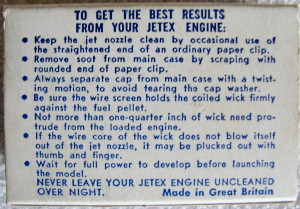 TO GET THE BEST RESULTS
FROM YOUR JETEX ENGINE:
• Keep the jet nozzle clean by occasional use of
the straightened end of an ordinary paper clip.
• Remove soot from main case by scraping with
rounded end of paper clip.
• Always separate cap from main case with a twist-
ing motion, to avoid tearing the cap washer.
• Be sure the wire screen holds the coiled wick firmly
against the fuel pellet.
• Not more than one-quarter inch of wick need pro-
trude from the loaded engine.
• If the wire core of the wick does not blow itself
out of the jet nozzle, it may be plucked out with
thumb and finger.
• Wait for full power to develop before launching
the model.
NEVER LEAVE YOUR JETEX ENGINE UNCLEANED
OVER NIGHT. Made in Great Britain